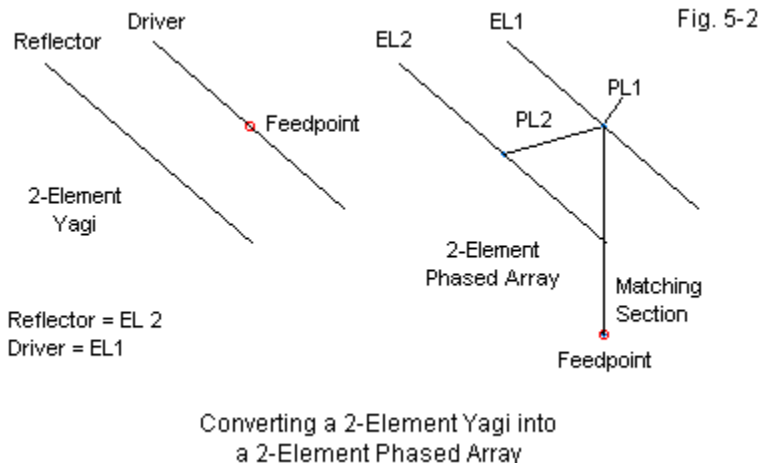 Fig. 5-2
Driver
Reflector
Feedpoint
2-Element
Yagi
Reflector = EL 2
Driver = EL1
EL1
EL2
PL1
PL2
2-Element
Phased Array
Matching
Section
Feedpoint
Converting a 2-Element Yagi into
a 2-Element Phased Array